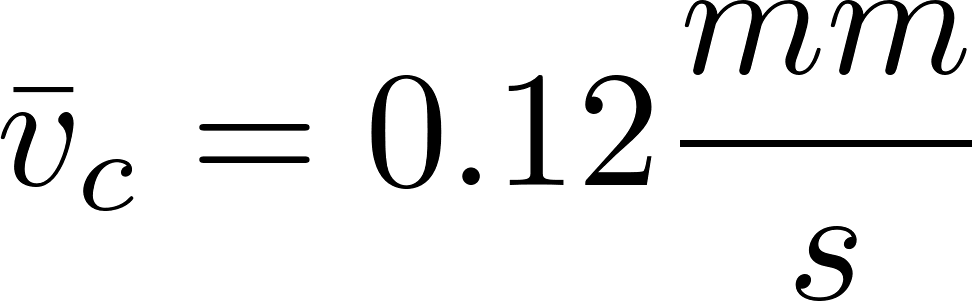 v̄_c = 0.12 mm/s